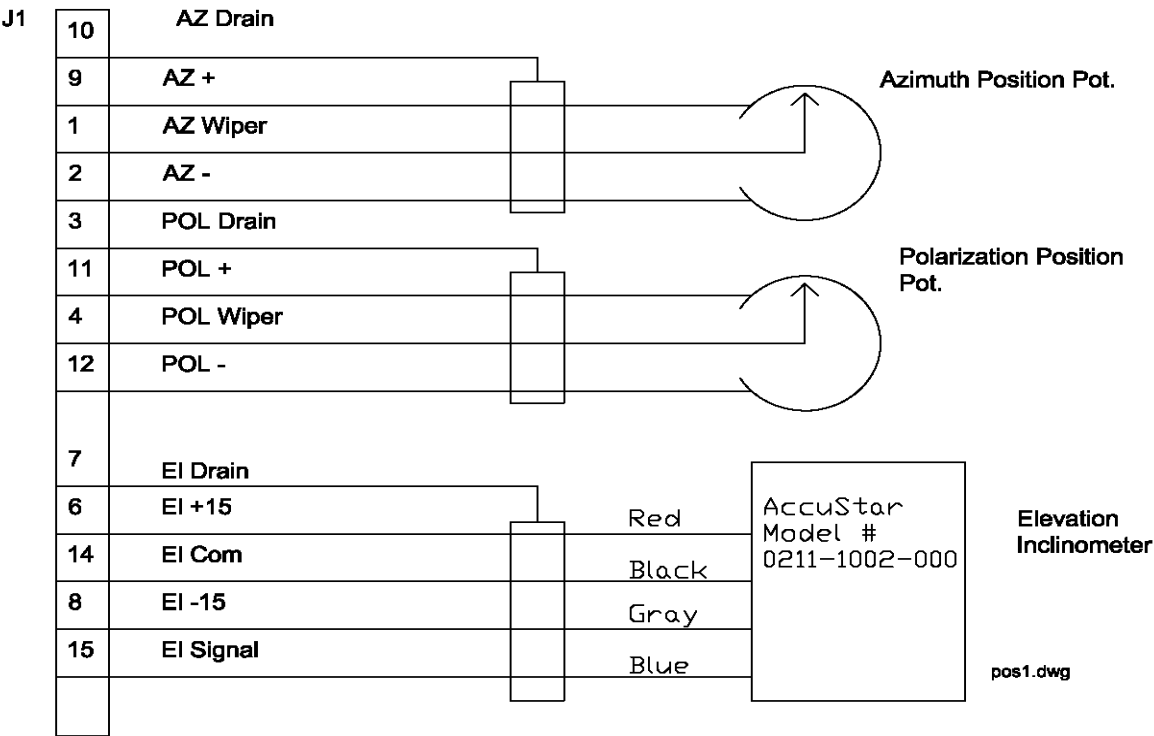 J1
10 AZ Drain
9 AZ +
1 AZ Wiper
2 AZ -
Azimuth Position Pot.
3 POL Drain
11 POL +
4 POL Wiper
12 POL -
Polarization Position
Pot.
7 El Drain
6 El +15
14 El Com
8 El -15
15 El Signal
Red
Black
Gray
Blue
AccuStar
Model #
0211-1002-000
Elevation
Inclinometer
pos1.dwg